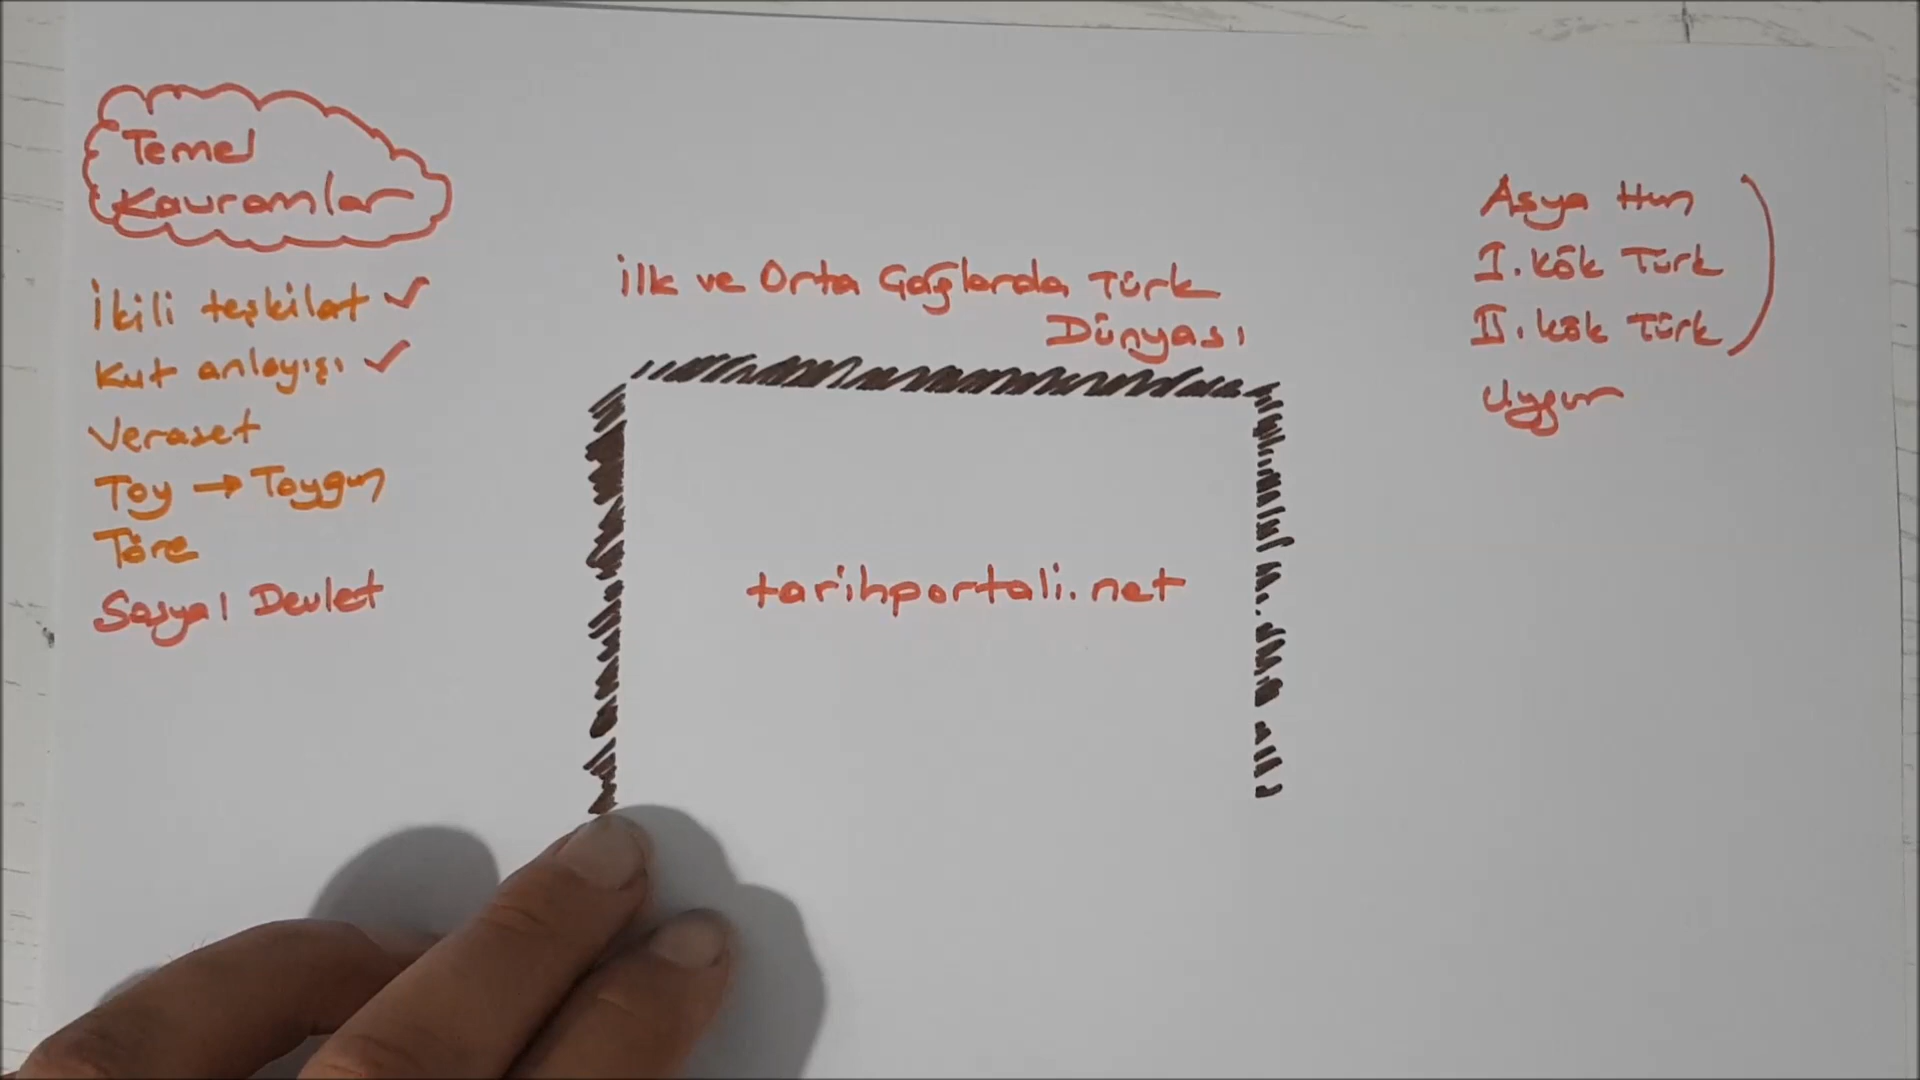 Temel
Kavramlar
İkili teşkilat ✓
Kut anlayışı ✓
Veraset
Toy → Toygun
Töre
Sosyal Devlet
İlk ve Orta Çağlarda Türk
Dünyası
tarihportali.net
Asya Hun
I. Kök Türk
II. Kök Türk
Uygur